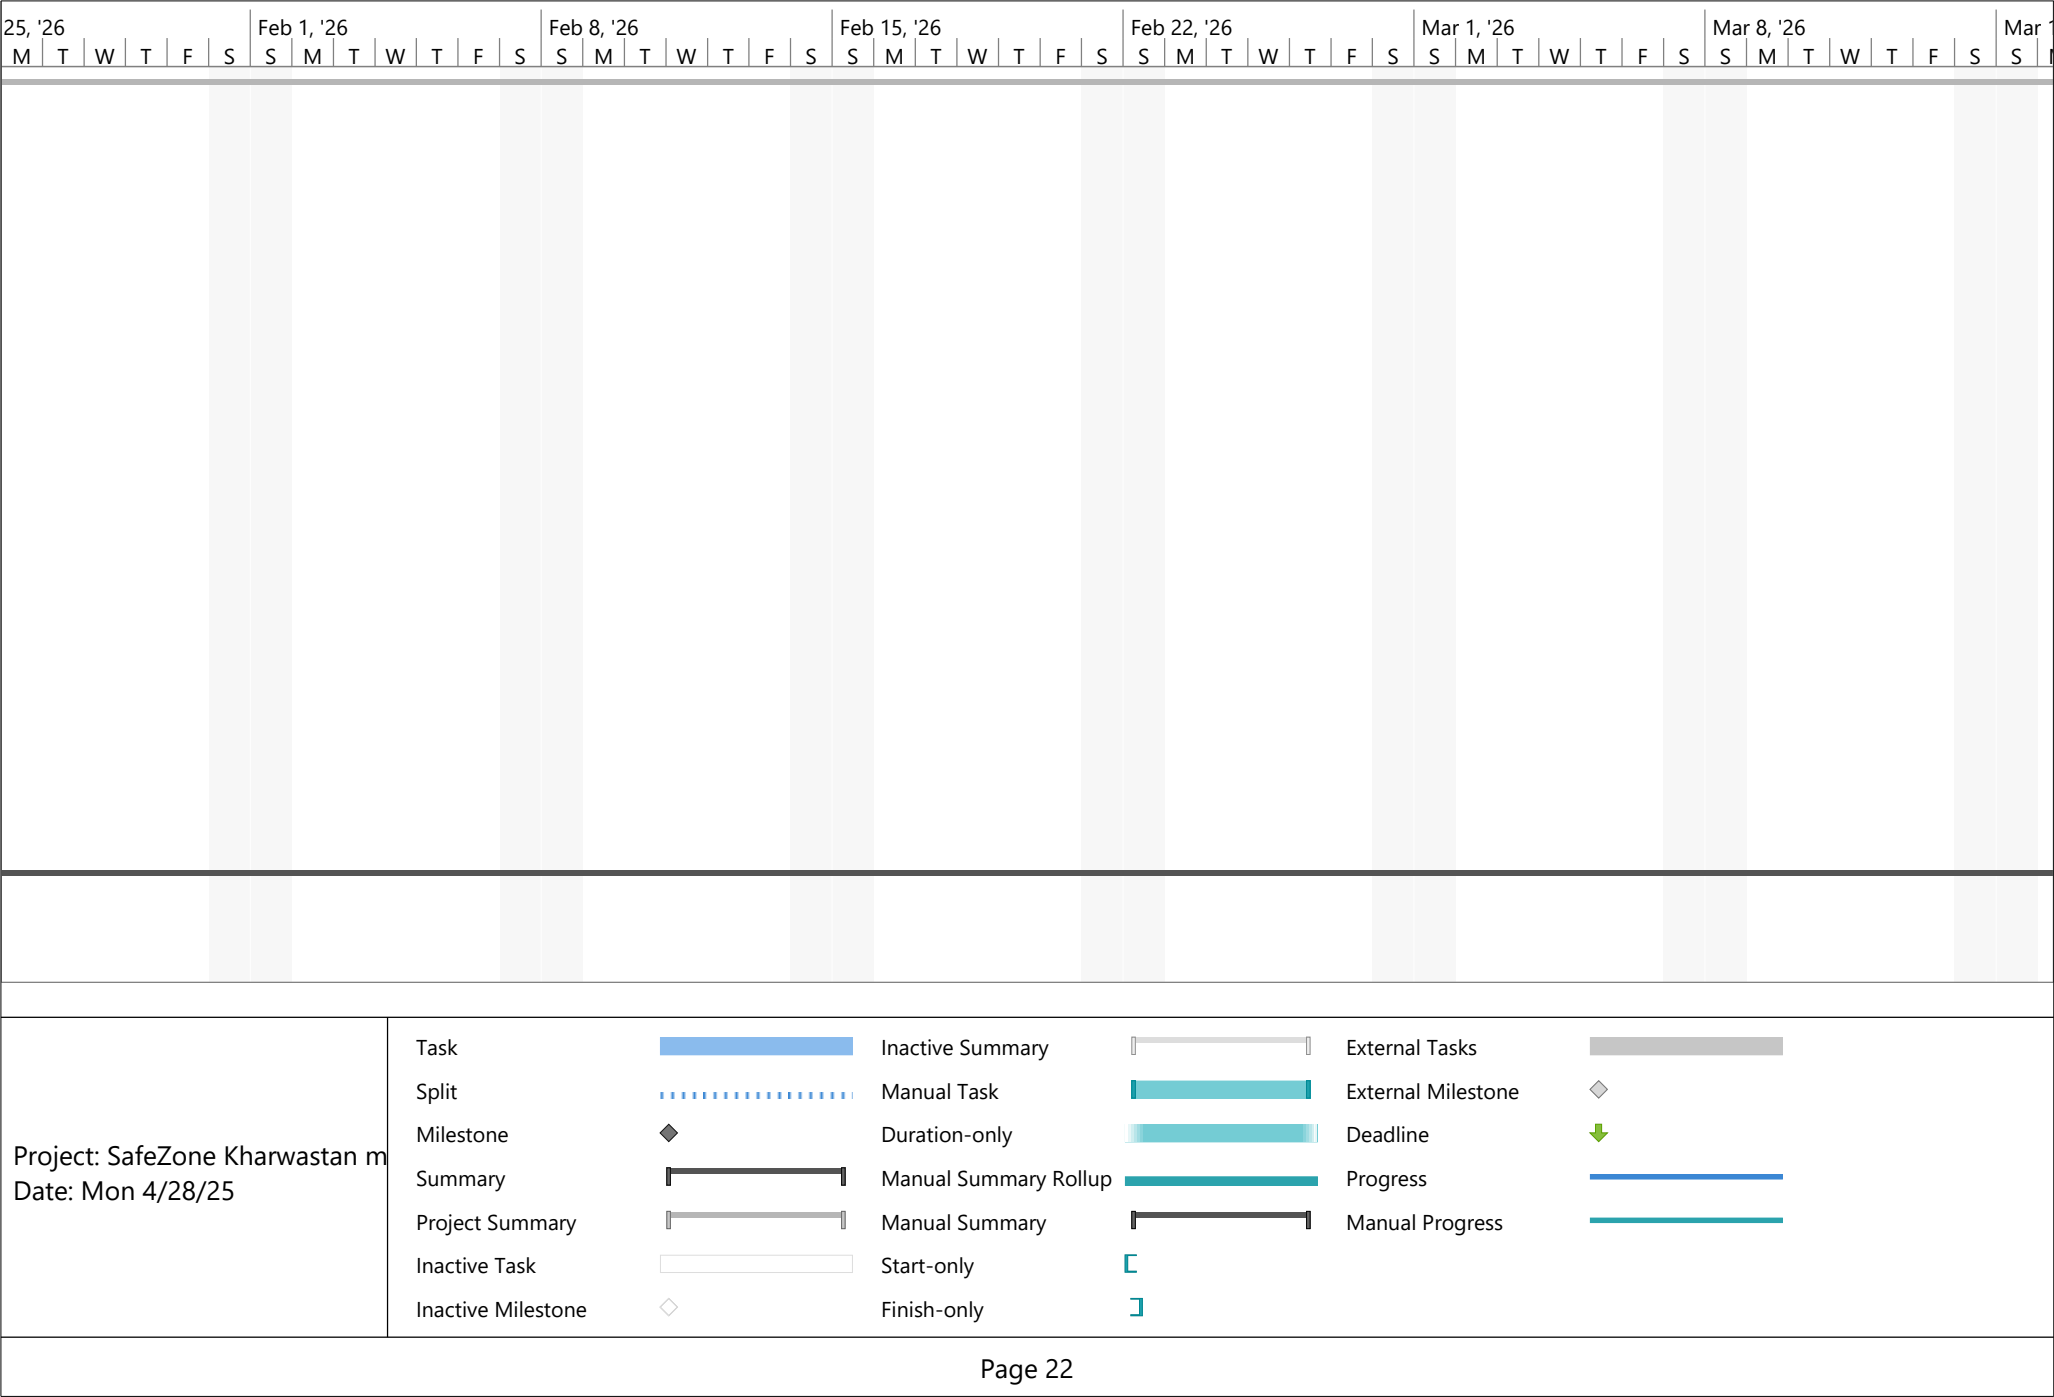 25, '26 Feb 1, '26 Feb 8, '26 Feb 15, '26 Feb 22, '26 Mar 1, '26 Mar 8, '26 Mar
M T W T F S S M T W T F S S M T W T F S S M T W T F S S M T W T F S S M T W T F S S M T W T F S S
Task Inactive Summary External Tasks
Split Manual Task External Milestone
Milestone Duration-only Deadline
Project: SafeZone Kharwastan m
Summary Manual Summary Rollup Progress
Date: Mon 4/28/25
Project Summary Manual Summary Manual Progress
Inactive Task Start-only
Inactive Milestone Finish-only
Page 22